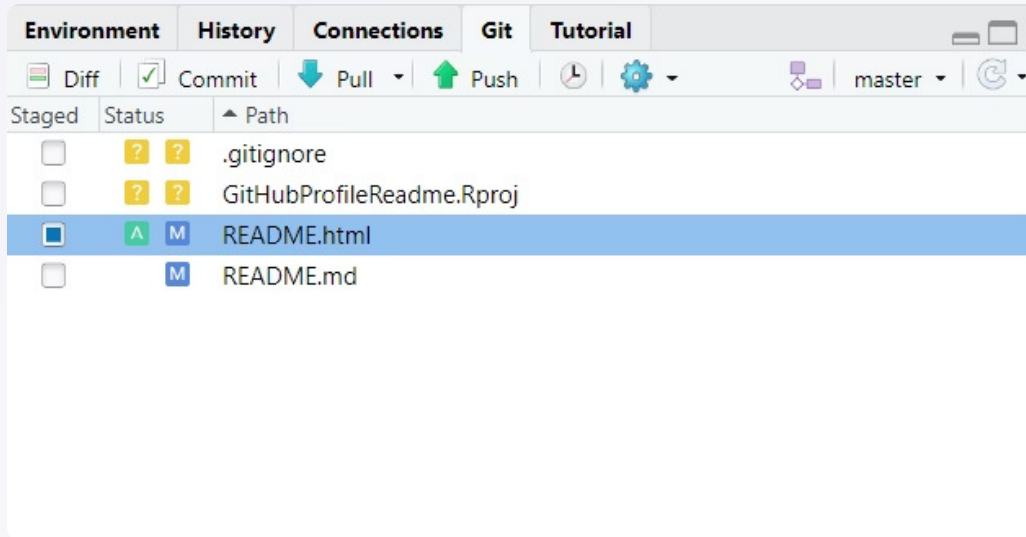 Environment History Connections Git Tutorial
Diff Commit Pull Push master
Staged Status Path
? ? .gitignore
? ? GitHubProfileReadme.Rproj
A M README.html
M README.md